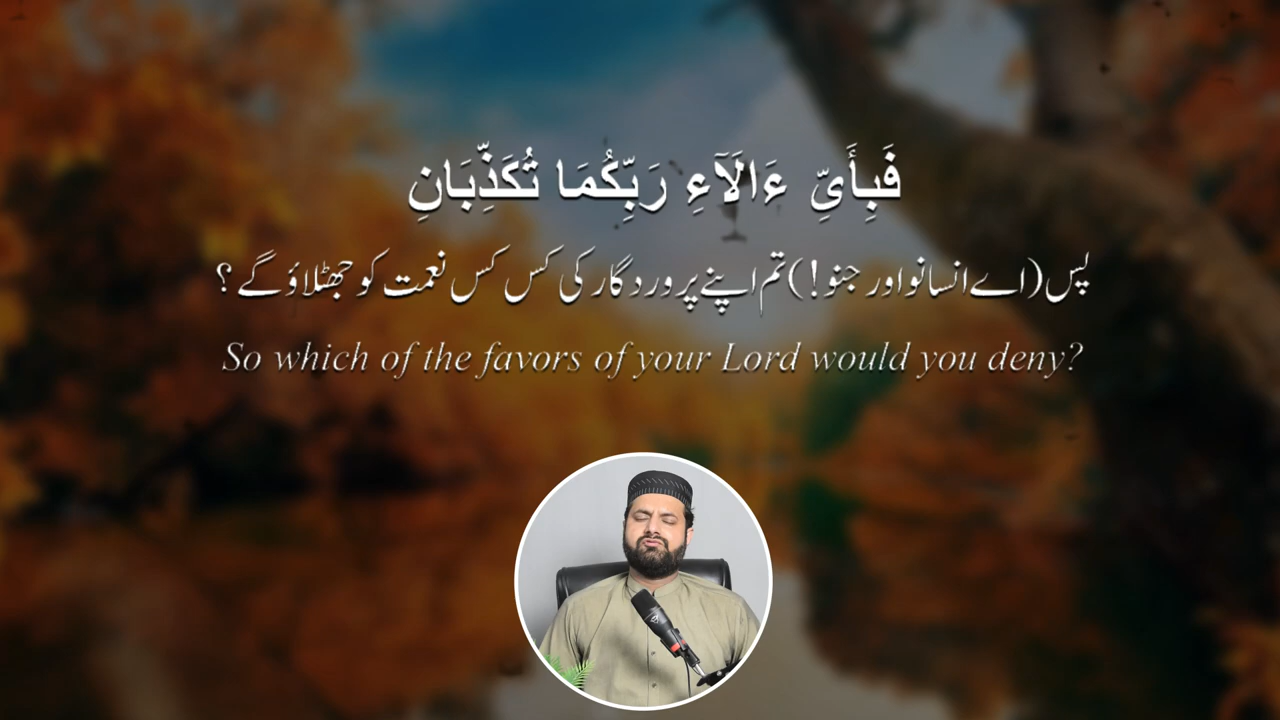 فَبِأَىِّ ءَالَآءِ رَبِّكُمَا تُكَذِّبَانِ
پس (اے انسانو اور جنو!) تم اپنے پروردگار کی کس کس نعمت کو جھٹلاؤ گے ؟
So which of the favors of your Lord would you deny?